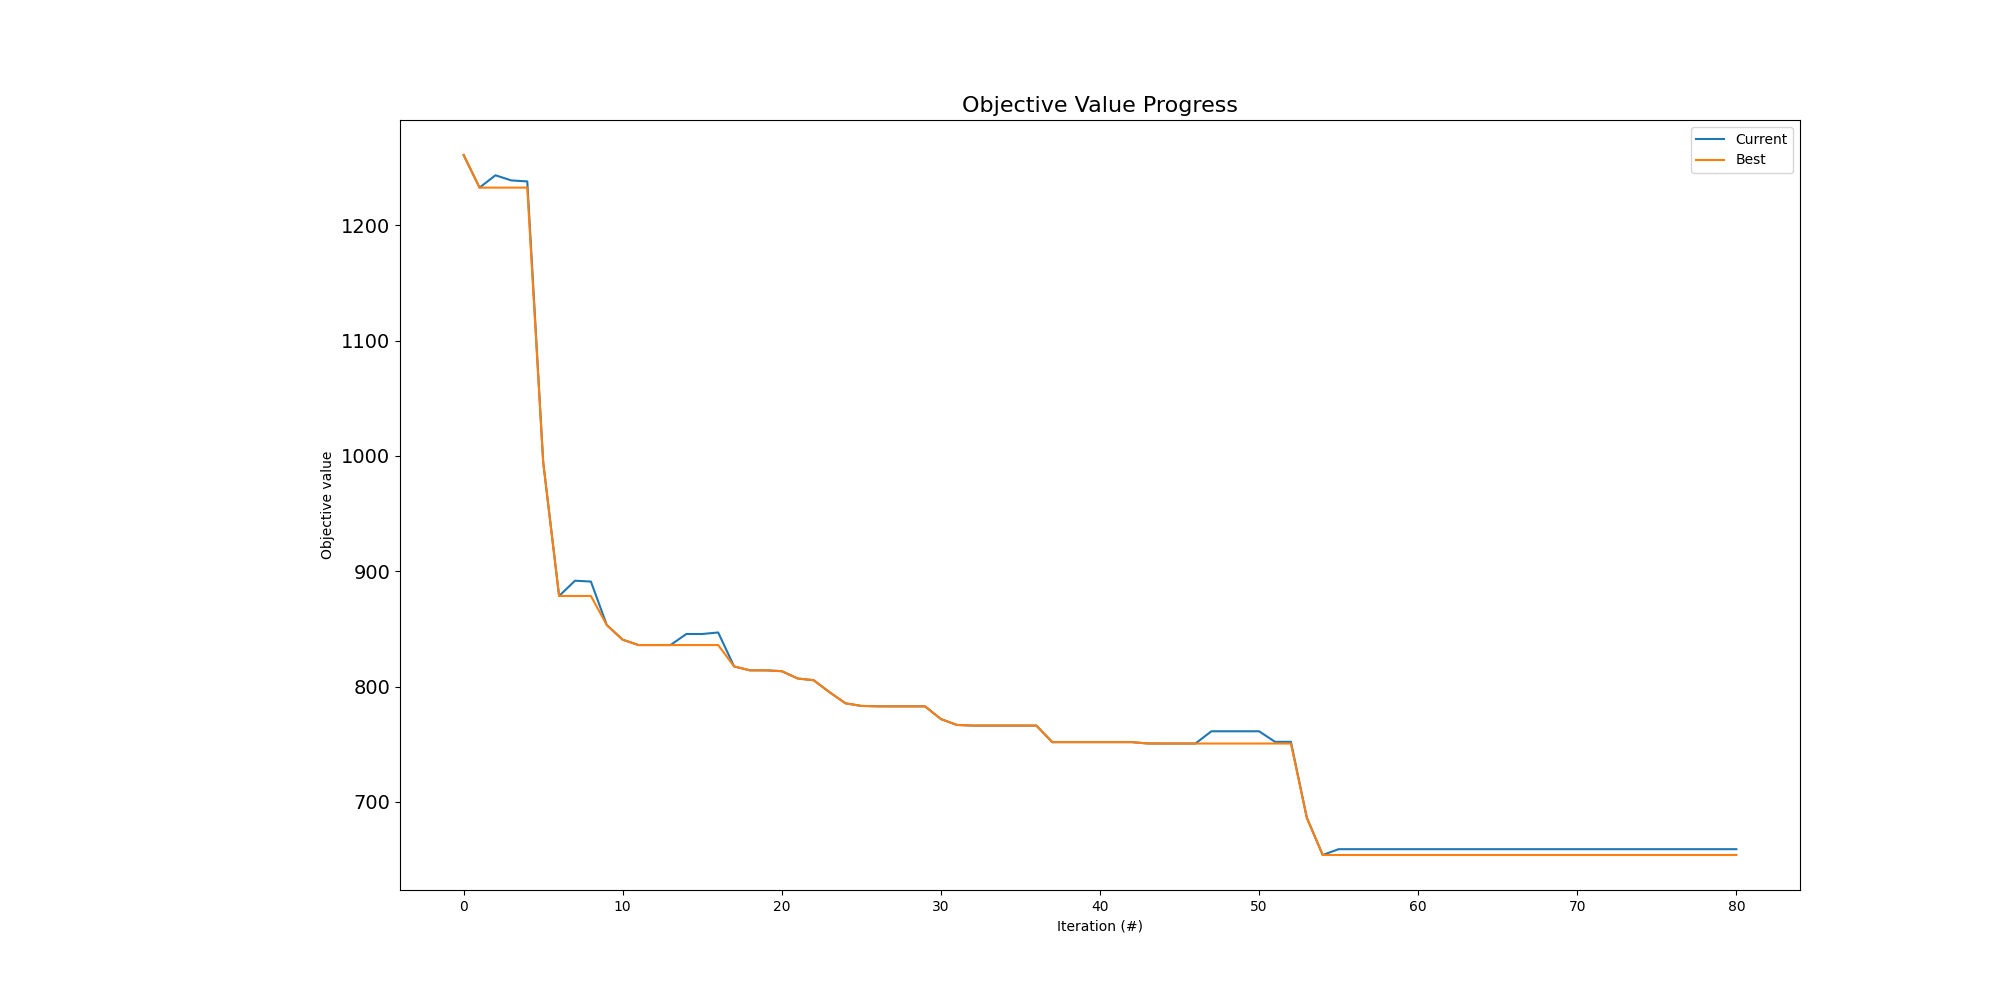 Objective Value Progress
Current
Best
1200
1100
1000
900
800
700
Objective value
0 10 20 30 40 50 60 70 80
Iteration (#)